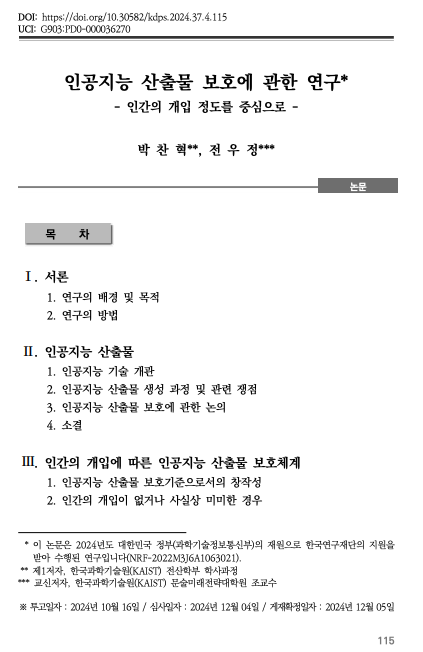 DOI: https://doi.org/10.30582/kdps.2024.37.4.115
UCI: G903:PD0-000036270
인공지능 산출물 보호에 관한 연구*
- 인간의 개입 정도를 중심으로 -
박 찬 혁**, 전 우 정***
논문
목 차
Ⅰ. 서론
1. 연구의 배경 및 목적
2. 연구의 방법
Ⅱ. 인공지능 산출물
1. 인공지능 기술 개관
2. 인공지능 산출물 생성 과정 및 관련 쟁점
3. 인공지능 산출물 보호에 관한 논의
4. 소결
Ⅲ. 인간의 개입에 따른 인공지능 산출물 보호체계
1. 인공지능 산출물 보호기준으로서의 창작성
2. 인간의 개입이 없거나 사실상 미미한 경우
* 이 논문은 2024년도 대한민국 정부(과학기술정보통신부)의 재원으로 한국연구재단의 지원을
받아 수행된 연구입니다(NRF-2022M3J6A1063021).
** 제1저자, 한국과학기술원(KAIST) 전산학부 학사과정
*** 교신저자, 한국과학기술원(KAIST) 문술미래전략대학원 조교수
※ 투고일자 : 2024년 10월 16일 / 심사일자 : 2024년 12월 04일 / 게재확정일자 : 2024년 12월 05일
115